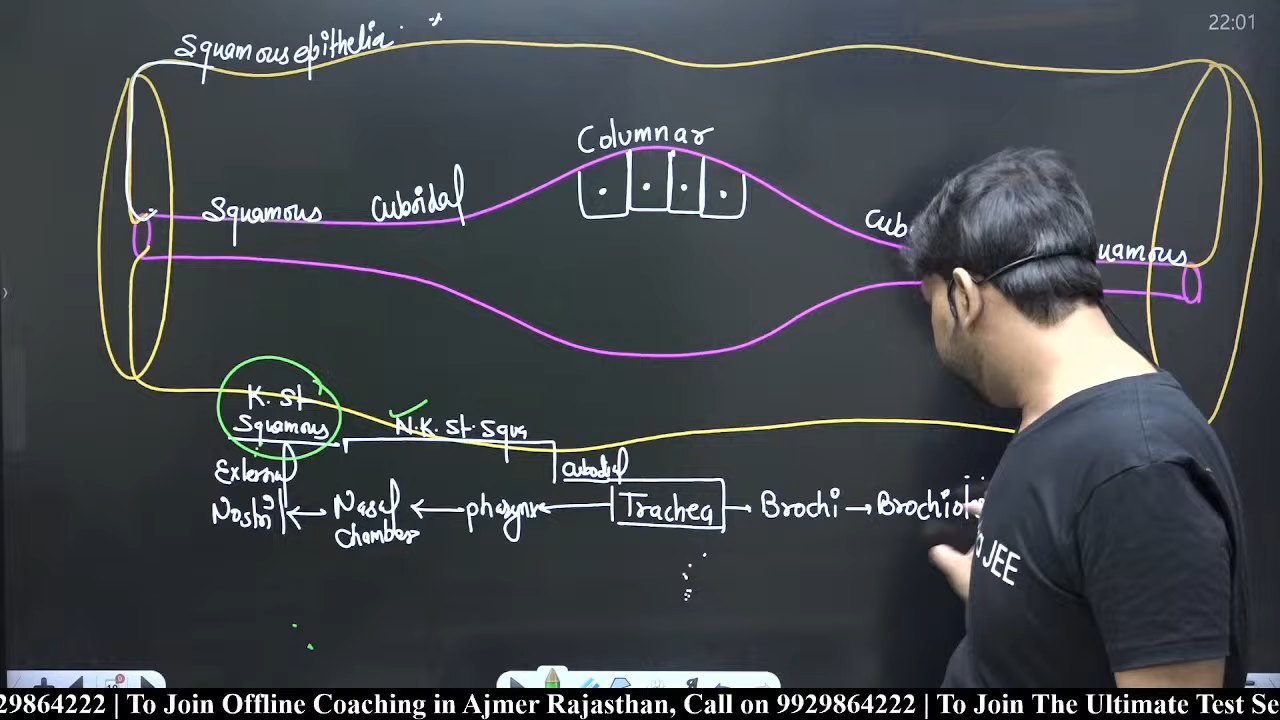 22:01
Squamous epithelia
Columnar
Squamous
Cuboidal
Cub
uamous
K. St
Squamous
N.K. St. Squa
External
Nostril
Nasal
chamber
pharynx
Cuboidal
Trachea
Brochi
Brochiol
JEE
29864222 | To Join Offline Coaching in Ajmer Rajasthan, Call on 9929864222 | To Join The Ultimate Test Se